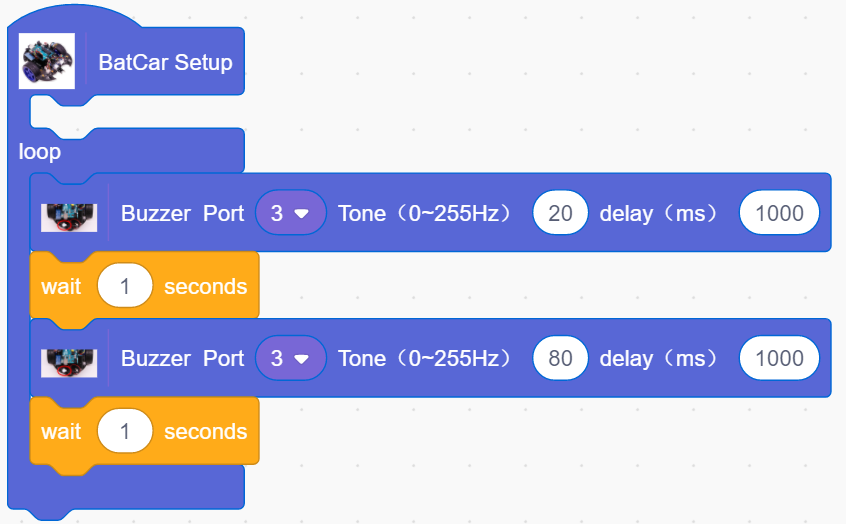 BatCar Setup
loop
Buzzer Port 3 Tone（0~255Hz） 20 delay（ms） 1000
wait 1 seconds
Buzzer Port 3 Tone（0~255Hz） 80 delay（ms） 1000
wait 1 seconds